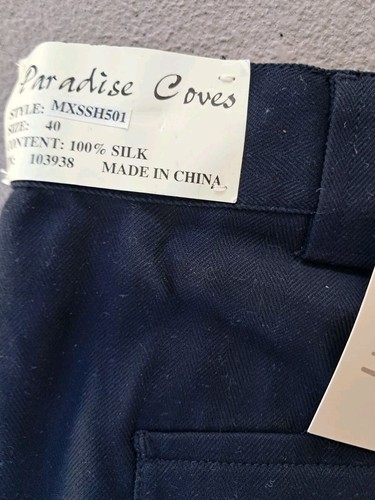 Paradise Coves
STYLE: MXSSH501
SIZE: 40
CONTENT: 100% SILK
103938 MADE IN CHINA